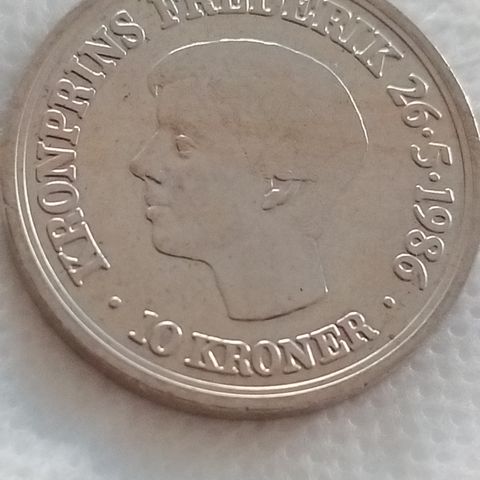 KRONPRINS FREDERIK 26·5·1986
· 10 KRONER ·